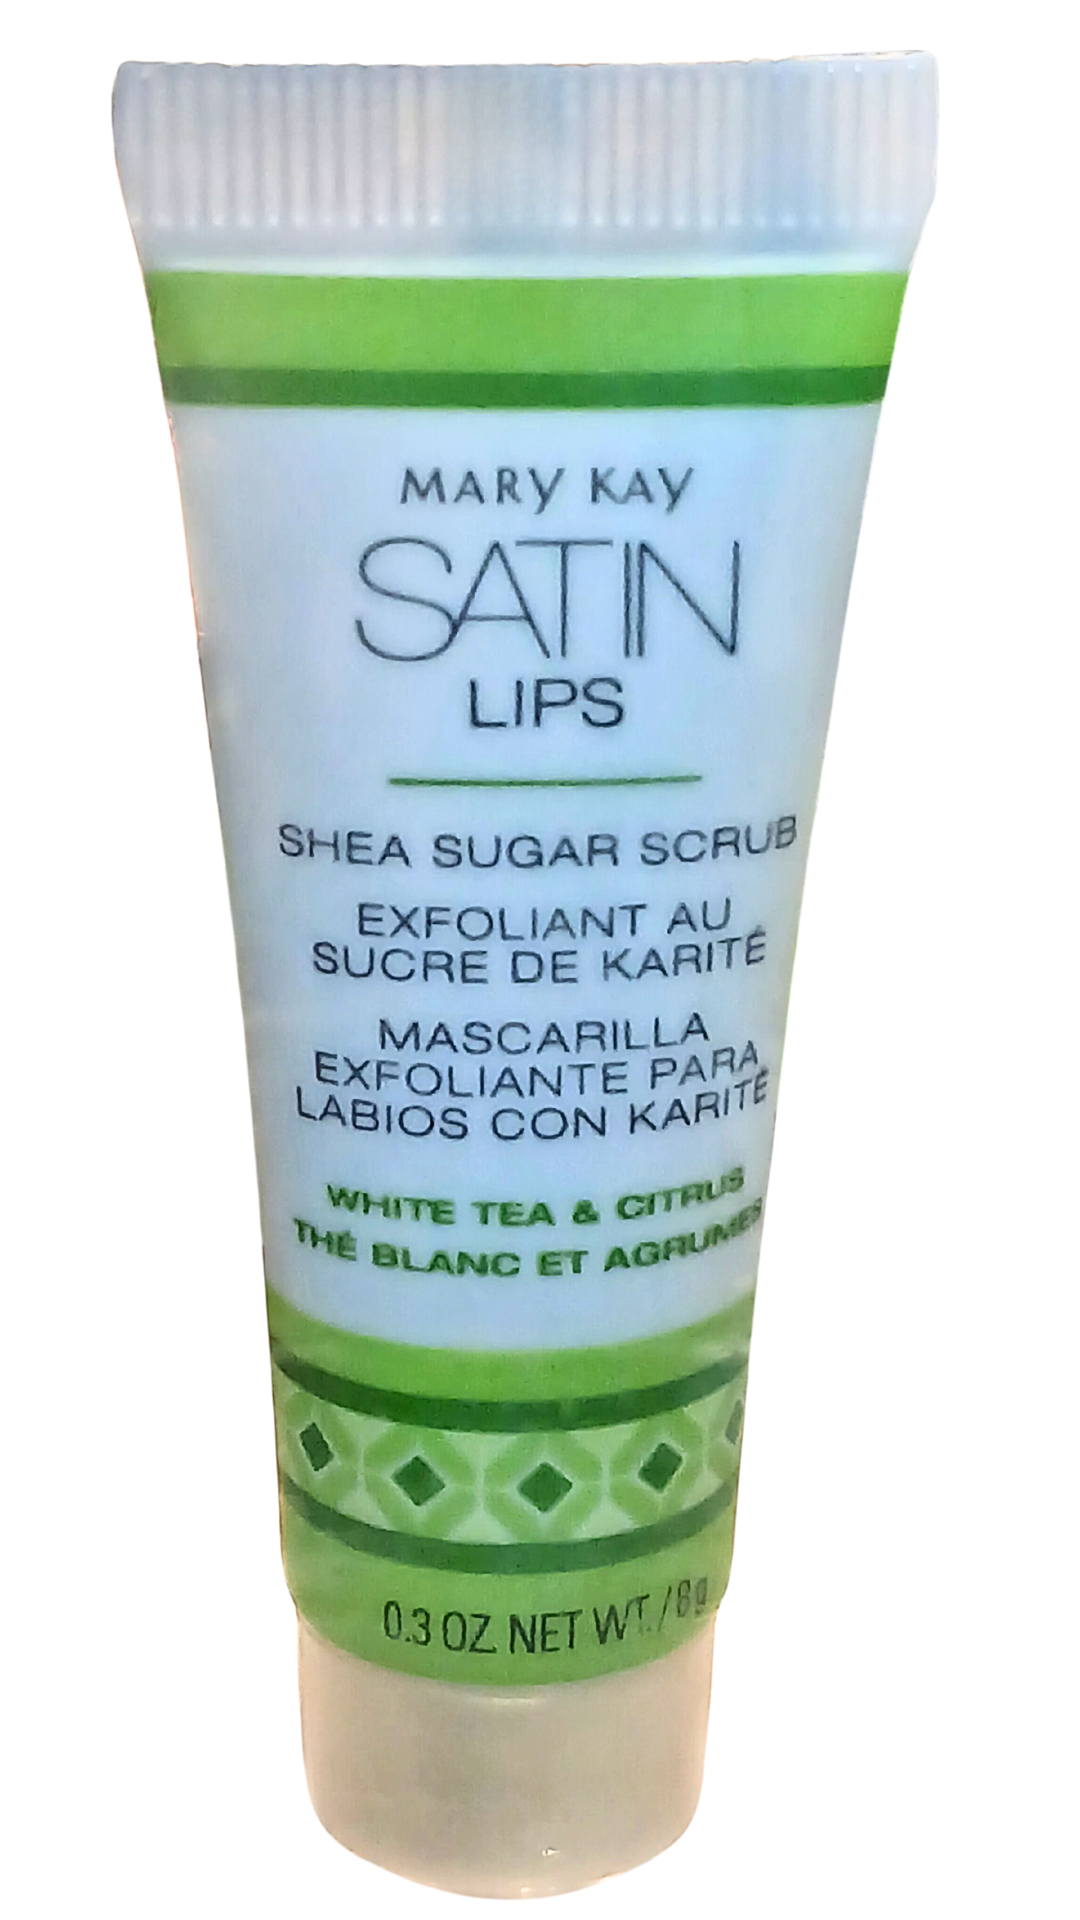 MARY KAY
SATIN
LIPS
SHEA SUGAR SCRUB
EXFOLIANT AU
SUCRE DE KARITÉ
MASCARILLA
EXFOLIANTE PARA
LABIOS CON KARITÉ
WHITE TEA & CITRUS
THÉ BLANC ET AGRUMES
0.3 OZ NET WT./8g